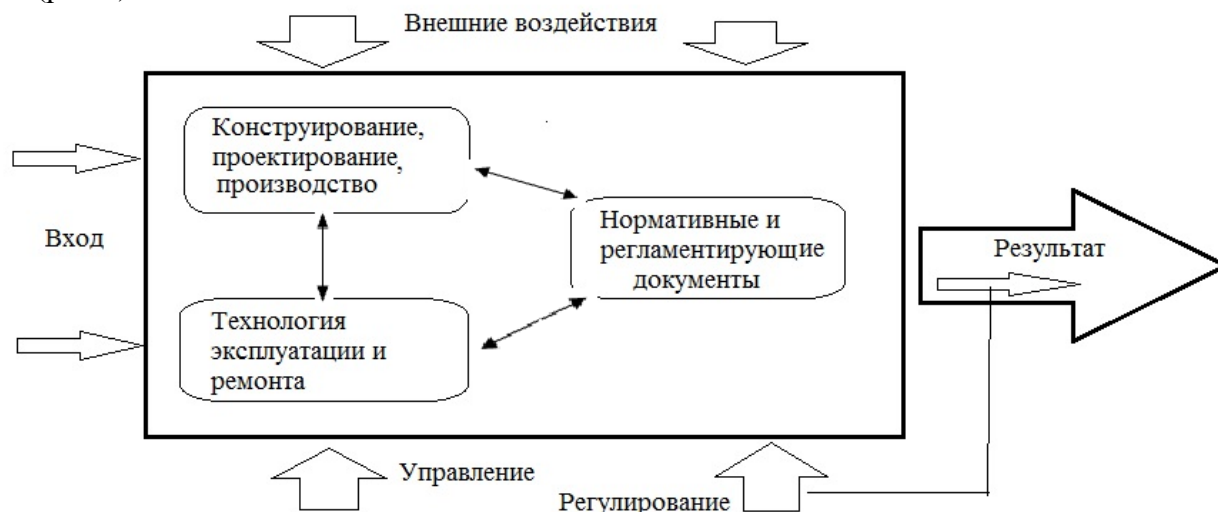 Внешние воздействия
Конструирование,
проектирование,
производство
Вход
Нормативные и
регламентирующие
документы
Результат
Технология
эксплуатации и
ремонта
Управление
Регулирование